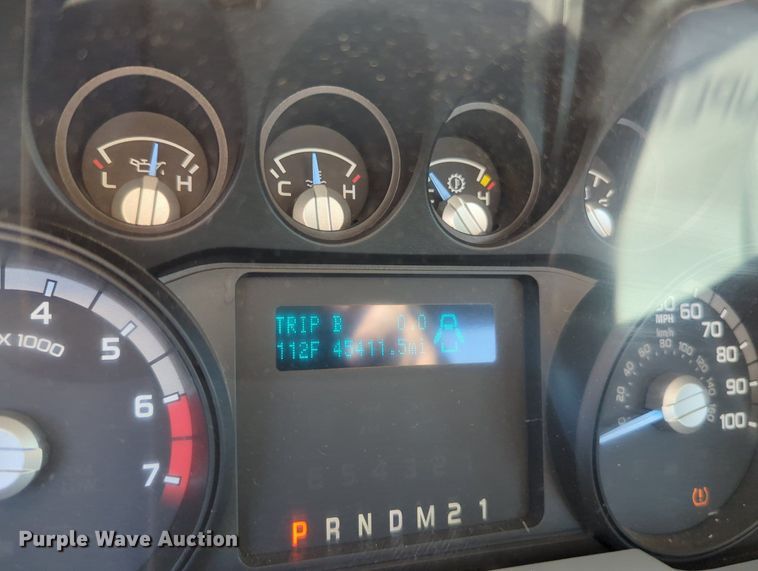 L H
C H
TRIP B 0.0
112F 45411.5mi
X 1000
4
5
6
7
MPH
km/h
60
70
80
90
100
P R N D M 2 1
Purple Wave Auction